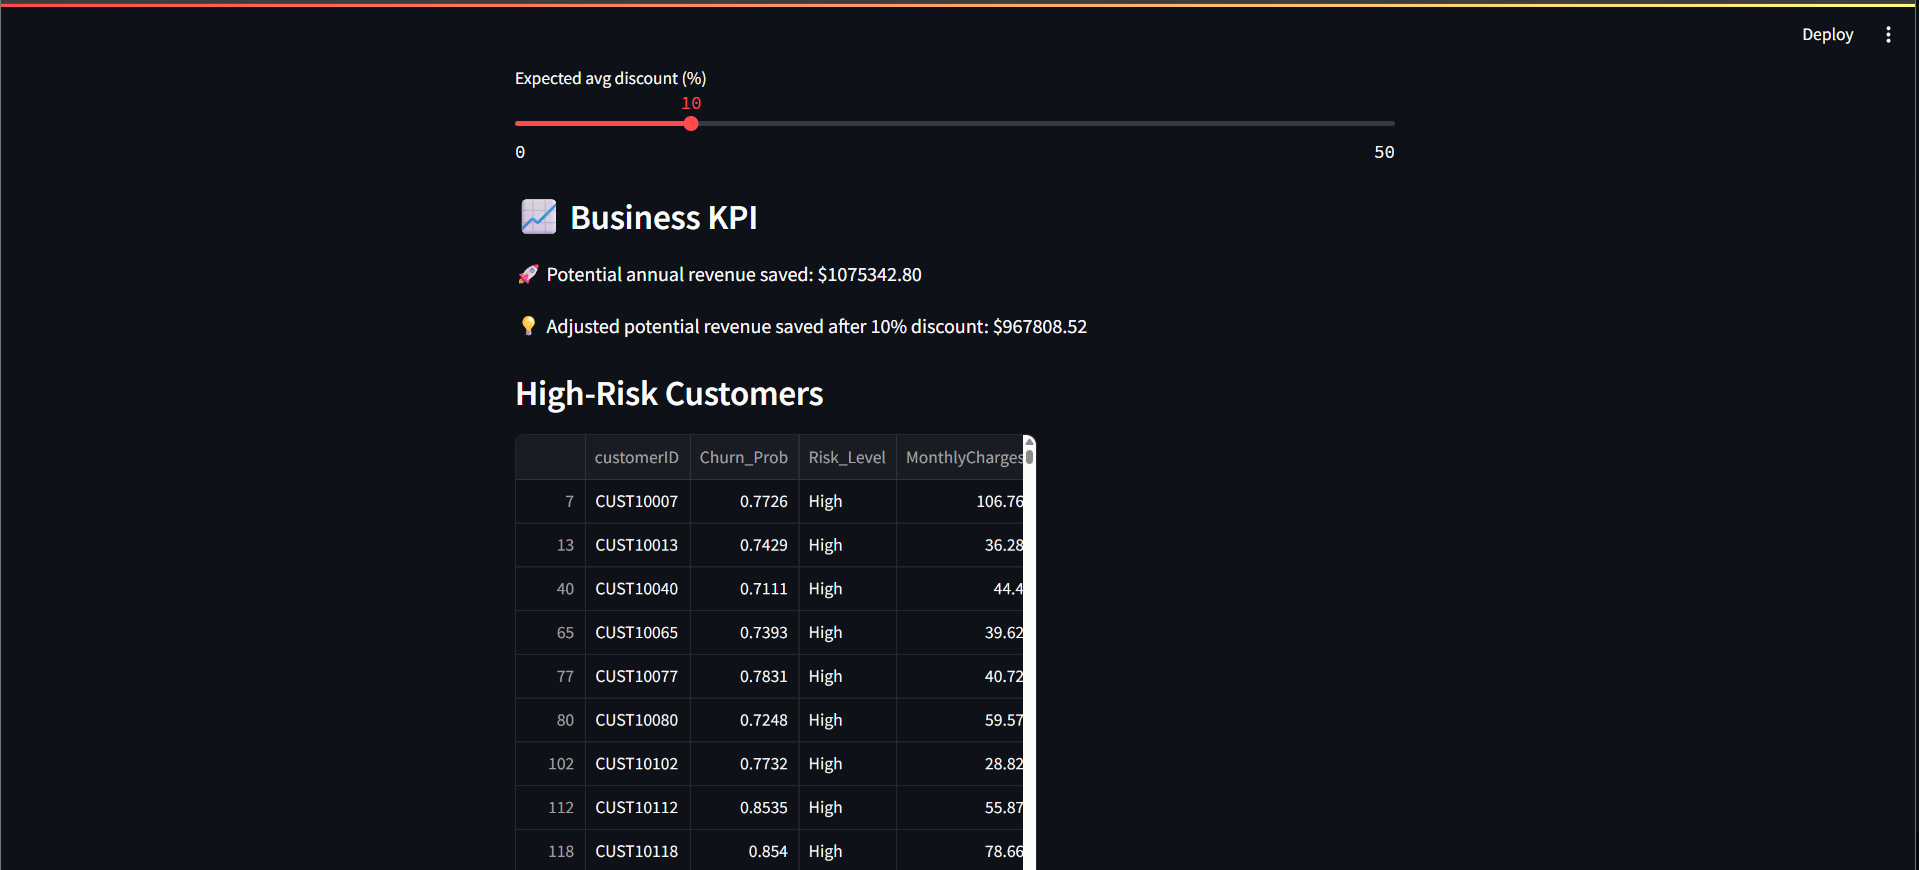 Deploy
Expected avg discount (%)
10
0 50
📈 Business KPI
🚀 Potential annual revenue saved: $1075342.80
💡 Adjusted potential revenue saved after 10% discount: $967808.52
High-Risk Customers
customerID Churn_Prob Risk_Level MonthlyCharges
7 CUST10007 0.7726 High 106.76
13 CUST10013 0.7429 High 36.28
40 CUST10040 0.7111 High 44.4
65 CUST10065 0.7393 High 39.62
77 CUST10077 0.7831 High 40.72
80 CUST10080 0.7248 High 59.57
102 CUST10102 0.7732 High 28.82
112 CUST10112 0.8535 High 55.87
118 CUST10118 0.854 High 78.66